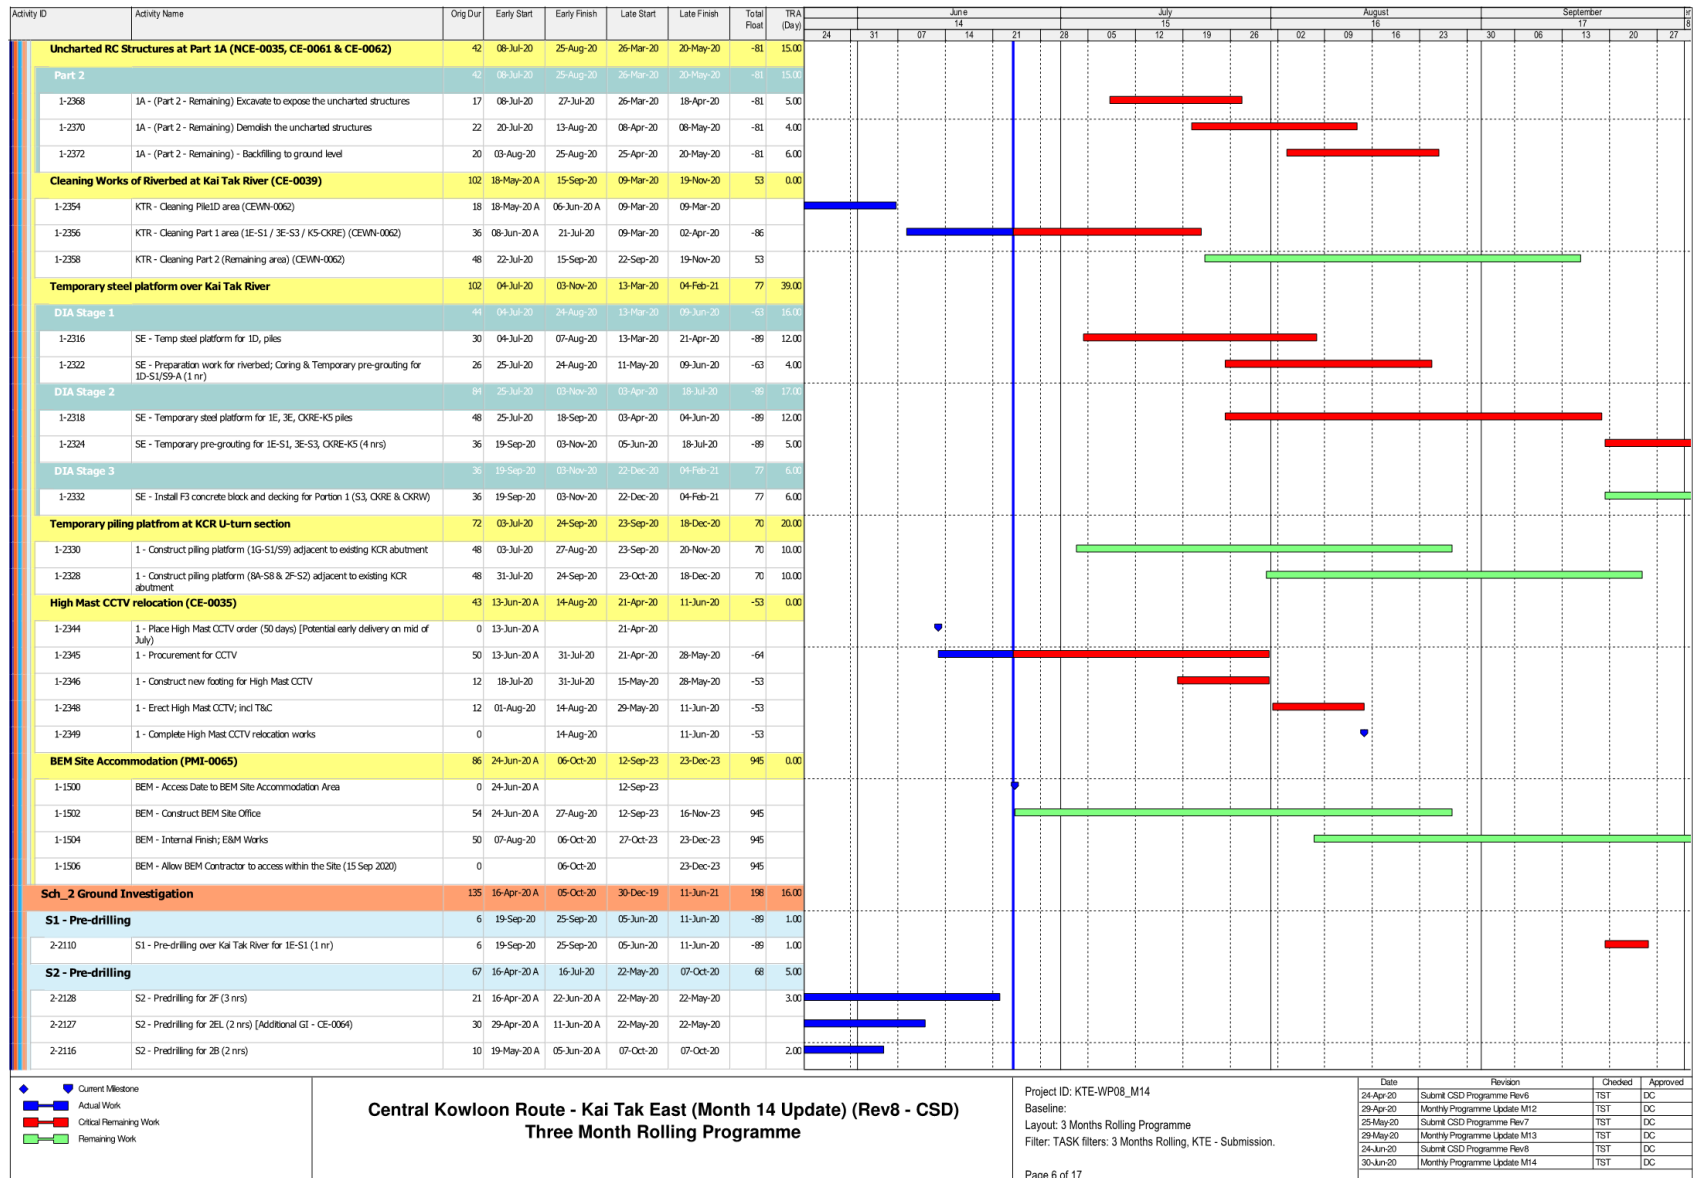 Activity ID Activity Name Orig Dur Early Start Early Finish Late Start Late Finish Total Float TRA (Day)
June July August September
14 15 16 17 8
24 31 07 14 21 28 05 12 19 26 02 09 16 23 30 06 13 20 27
Uncharted RC Structures at Part 1A (NCE-0035, CE-0061 & CE-0062) 42 08-Jul-20 25-Aug-20 26-Mar-20 20-May-20 -81 15.00
Part 2 42 08-Jul-20 25-Aug-20 26-Mar-20 20-May-20 -81 15.00
1-2368 1A - (Part 2 - Remaining) Excavate to expose the uncharted structures 17 08-Jul-20 27-Jul-20 26-Mar-20 18-Apr-20 -81 5.00
1-2370 1A - (Part 2 - Remaining) Demolish the uncharted structures 22 20-Jul-20 13-Aug-20 08-Apr-20 08-May-20 -81 4.00
1-2372 1A - (Part 2 - Remaining) - Backfilling to ground level 20 03-Aug-20 25-Aug-20 25-Apr-20 20-May-20 -81 6.00
Cleaning Works of Riverbed at Kai Tak River (CE-0039) 102 18-May-20 A 15-Sep-20 09-Mar-20 19-Nov-20 53 0.00
1-2354 KTR - Cleaning Pile1D area (CEWN-0062) 18 18-May-20 A 06-Jun-20 A 09-Mar-20 09-Mar-20
1-2356 KTR - Cleaning Part 1 area (1E-S1 / 3E-S3 / K5-CKRE) (CEWN-0062) 36 08-Jun-20 A 21-Jul-20 09-Mar-20 02-Apr-20 -86
1-2358 KTR - Cleaning Part 2 (Remaining area) (CEWN-0062) 48 22-Jul-20 15-Sep-20 22-Sep-20 19-Nov-20 53
Temporary steel platform over Kai Tak River 102 04-Jul-20 03-Nov-20 13-Mar-20 04-Feb-21 77 39.00
DIA Stage 1 44 04-Jul-20 24-Aug-20 13-Mar-20 09-Jun-20 -63 16.00
1-2316 SE - Temp steel platform for 1D, piles 30 04-Jul-20 07-Aug-20 13-Mar-20 21-Apr-20 -89 12.00
1-2322 SE - Preparation work for riverbed; Coring & Temporary pre-grouting for 26 25-Jul-20 24-Aug-20 11-May-20 09-Jun-20 -63 4.00
1D-S1/S9-A (1 nr)
DIA Stage 2 84 25-Jul-20 03-Nov-20 03-Apr-20 18-Jul-20 -89 17.00
1-2318 SE - Temporary steel platform for 1E, 3E, CKRE-K5 piles 48 25-Jul-20 18-Sep-20 03-Apr-20 04-Jun-20 -89 12.00
1-2324 SE - Temporary pre-grouting for 1E-S1, 3E-S3, CKRE-K5 (4 nrs) 36 19-Sep-20 03-Nov-20 05-Jun-20 18-Jul-20 -89 5.00
DIA Stage 3 36 19-Sep-20 03-Nov-20 22-Dec-20 04-Feb-21 77 6.00
1-2332 SE - Install F3 concrete block and decking for Portion 1 (S3, CKRE & CKRW) 36 19-Sep-20 03-Nov-20 22-Dec-20 04-Feb-21 77 6.00
Temporary piling platfrom at KCR U-turn section 72 03-Jul-20 24-Sep-20 23-Sep-20 18-Dec-20 70 20.00
1-2330 1 - Construct piling platform (1G-S1/S9) adjacent to existing KCR abutment 48 03-Jul-20 27-Aug-20 23-Sep-20 20-Nov-20 70 10.00
1-2328 1 - Construct piling platform (8A-S8 & 2F-S2) adjacent to existing KCR 48 31-Jul-20 24-Sep-20 23-Oct-20 18-Dec-20 70 10.00
abutment
High Mast CCTV relocation (CE-0035) 43 13-Jun-20 A 14-Aug-20 21-Apr-20 11-Jun-20 -53 0.00
1-2344 1 - Place High Mast CCTV order (50 days) [Potential early delivery on mid of 0 13-Jun-20 A 21-Apr-20
July)
1-2345 1 - Procurement for CCTV 50 13-Jun-20 A 31-Jul-20 21-Apr-20 28-May-20 -64
1-2346 1 - Construct new footing for High Mast CCTV 12 18-Jul-20 31-Jul-20 15-May-20 28-May-20 -53
1-2348 1 - Erect High Mast CCTV; incl T&C 12 01-Aug-20 14-Aug-20 29-May-20 11-Jun-20 -53
1-2349 1 - Complete High Mast CCTV relocation works 0 14-Aug-20 11-Jun-20 -53
BEM Site Accommodation (PMI-0065) 86 24-Jun-20 A 06-Oct-20 12-Sep-23 23-Dec-23 945 0.00
1-1500 BEM - Access Date to BEM Site Accommodation Area 0 24-Jun-20 A 12-Sep-23
1-1502 BEM - Construct BEM Site Office 54 24-Jun-20 A 27-Aug-20 12-Sep-23 16-Nov-23 945
1-1504 BEM - Internal Finish; E&M Works 50 07-Aug-20 06-Oct-20 27-Oct-23 23-Dec-23 945
1-1506 BEM - Allow BEM Contractor to access within the Site (15 Sep 2020) 0 06-Oct-20 23-Dec-23 945
Sch_2 Ground Investigation 135 16-Apr-20 A 05-Oct-20 30-Dec-19 11-Jun-21 198 16.00
S1 - Pre-drilling 6 19-Sep-20 25-Sep-20 05-Jun-20 11-Jun-20 -89 1.00
2-2110 S1 - Pre-drilling over Kai Tak River for 1E-S1 (1 nr) 6 19-Sep-20 25-Sep-20 05-Jun-20 11-Jun-20 -89 1.00
S2 - Pre-drilling 67 16-Apr-20 A 16-Jul-20 22-May-20 07-Oct-20 68 5.00
2-2128 S2 - Predrilling for 2F (3 nrs) 21 16-Apr-20 A 22-Jun-20 A 22-May-20 22-May-20 3.00
2-2127 S2 - Predrilling for 2EL (2 nrs) [Additional GI - CE-0064) 30 29-Apr-20 A 11-Jun-20 A 22-May-20 22-May-20
2-2116 S2 - Predrilling for 2B (2 nrs) 10 19-May-20 A 05-Jun-20 A 07-Oct-20 07-Oct-20 2.00
Current Milestone
Actual Work
Critical Remaining Work
Remaining Work
Central Kowloon Route - Kai Tak East (Month 14 Update) (Rev8 - CSD)
Three Month Rolling Programme
Project ID: KTE-WP08_M14
Baseline:
Layout: 3 Months Rolling Programme
Filter: TASK filters: 3 Months Rolling, KTE - Submission.
Page 6 of 17
Date Revision Checked Approved
24-Apr-20 Submit CSD Programme Rev6 TST DC
29-Apr-20 Monthly Programme Update M12 TST DC
25-May-20 Submit CSD Programme Rev7 TST DC
29-May-20 Monthly Programme Update M13 TST DC
24-Jun-20 Submit CSD Programme Rev8 TST DC
30-Jun-20 Monthly Programme Update M14 TST DC